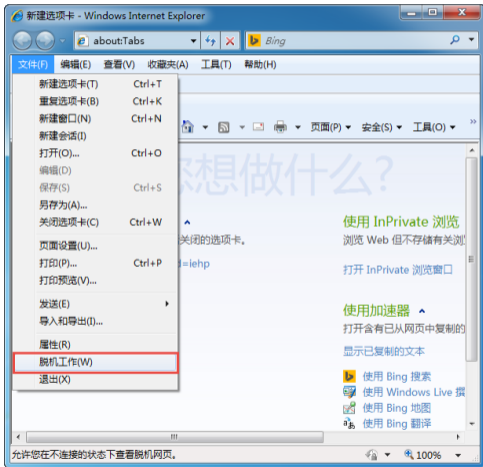 新建选项卡 - Windows Internet Explorer
about:Tabs
Bing
文件(F) 编辑(E) 查看(V) 收藏夹(A) 工具(T) 帮助(H)
新建选项卡(T) Ctrl+T
重复选项卡(B) Ctrl+K
新建窗口(N) Ctrl+N
新建会话(I)
页面(P) 安全(S) 工具(O)
打开(O)... Ctrl+O
编辑(D)
保存(S) Ctrl+S
想做什么?
另存为(A)...
关闭选项卡(C) Ctrl+W
使用 InPrivate 浏览
页面设置(U)...
关闭的选项卡。
浏览 Web 但不存储有关浏
打印(P)... Ctrl+P
=iehp
打开 InPrivate 浏览窗口
打印预览(V)...
发送(E)
导入和导出(I)...
使用加速器
打开含有已从网页中复制的
属性(R)
显示已复制的文本
脱机工作(W)
退出(X)
使用 Bing 搜索
使用 Windows Live 撰
使用 Bing 地图
使用 Bing 翻译
允许您在不连接的状态下查看脱机网页。
100%